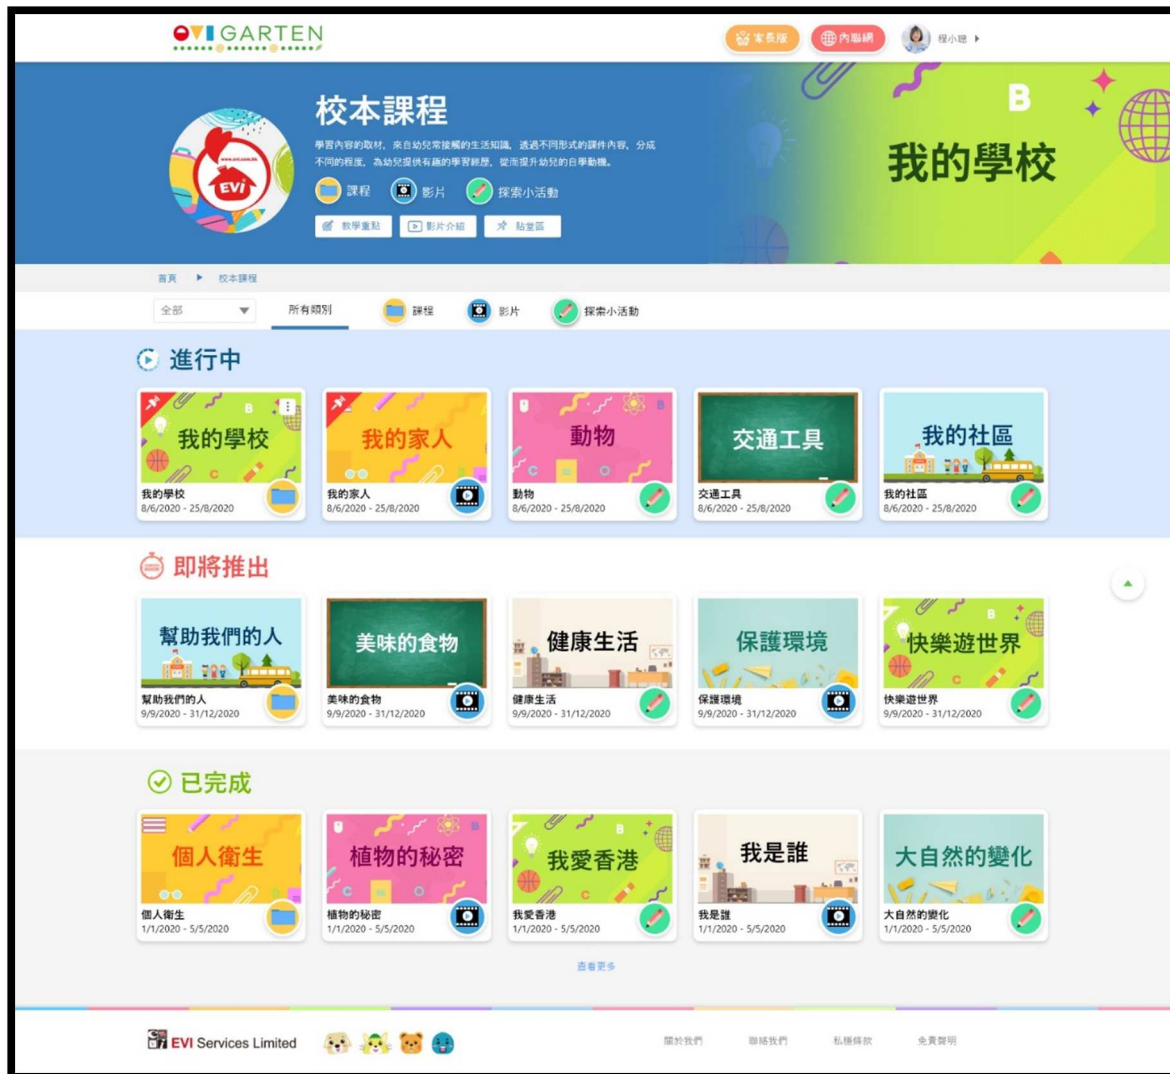 OVI GARTEN
家長版
內聯網
程小聰
校本課程
學習內容的取材，來自幼兒常接觸的生活知識，透過不同形式的課件內容，分成
不同的程度，為幼兒提供有趣的學習經歷，從而提升幼兒的自學動機。
www.evi.com.hk
EVi
課程
影片
探索小活動
教學重點
影片介紹
貼堂區
B
我的學校
首頁
校本課程
全部
所有類別
課程
影片
探索小活動
進行中
我的學校
我的家人
動物
交通工具
我的社區
我的學校
8/6/2020 - 25/8/2020
我的家人
8/6/2020 - 25/8/2020
動物
8/6/2020 - 25/8/2020
交通工具
8/6/2020 - 25/8/2020
我的社區
8/6/2020 - 25/8/2020
即將推出
幫助我們的人
美味的食物
健康生活
保護環境
快樂遊世界
幫助我們的人
9/9/2020 - 31/12/2020
美味的食物
9/9/2020 - 31/12/2020
健康生活
9/9/2020 - 31/12/2020
保護環境
9/9/2020 - 31/12/2020
快樂遊世界
9/9/2020 - 31/12/2020
已完成
個人衛生
植物的秘密
我愛香港
我是誰
大自然的變化
個人衛生
1/1/2020 - 5/5/2020
植物的秘密
1/1/2020 - 5/5/2020
我愛香港
1/1/2020 - 5/5/2020
我是誰
1/1/2020 - 5/5/2020
大自然的變化
1/1/2020 - 5/5/2020
查看更多
EVI Services Limited
關於我們
聯絡我們
私穩條款
免責聲明